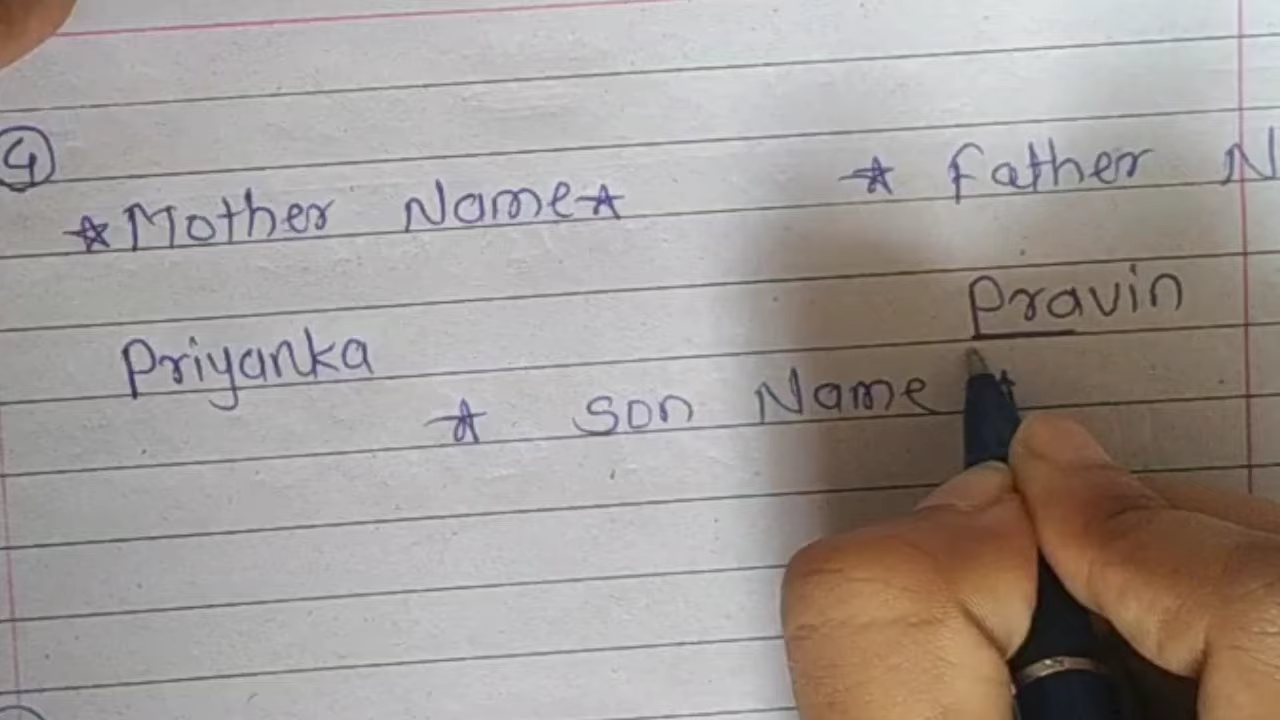 4
☆ Mother Name ☆ ☆ Father N
Pravin
Priyanka
☆ Son Name ☆